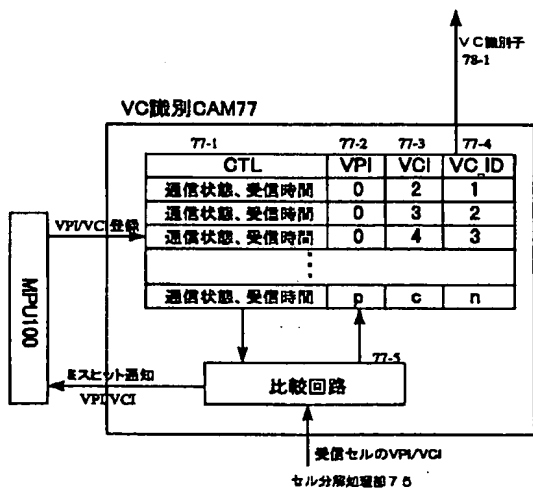 VC識別子
78-1
VC識別CAM77
77-1 77-2 77-3 77-4
CTL VPI VCI VC_ID
通信状態、受信時間 0 2 1
通信状態、受信時間 0 3 2
通信状態、受信時間 0 4 3
通信状態、受信時間 p c n
VPI/VCI登録
MPU100
77-5
比較回路
ミスヒット通知
VPI/VCI
受信セルのVPI/VCI
セル分解処理部75